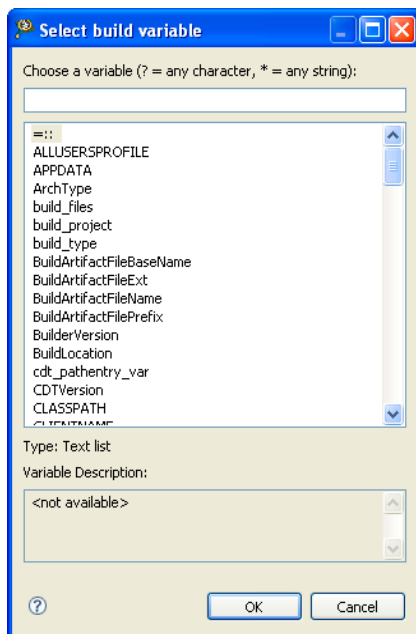 Select build variable
Choose a variable (? = any character, * = any string):
=::
ALLUSERSPROFILE
APPDATA
ArchType
build_files
build_project
build_type
BuildArtifactFileBaseName
BuildArtifactFileExt
BuildArtifactFileName
BuildArtifactFilePrefix
BuilderVersion
BuildLocation
cdt_pathentry_var
CDTVersion
CLASSPATH
CLIENTNAME
Type: Text list
Variable Description:
<not available>
?
OK
Cancel